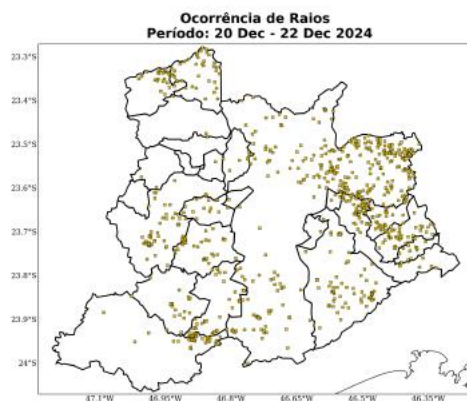 Ocorrência de Raios
Período: 20 Dec - 22 Dec 2024
23.3°S
23.4°S
23.5°S
23.6°S
23.7°S
23.8°S
23.9°S
24°S
47.1°W 46.95°W 46.8°W 46.65°W 46.5°W 46.35°W